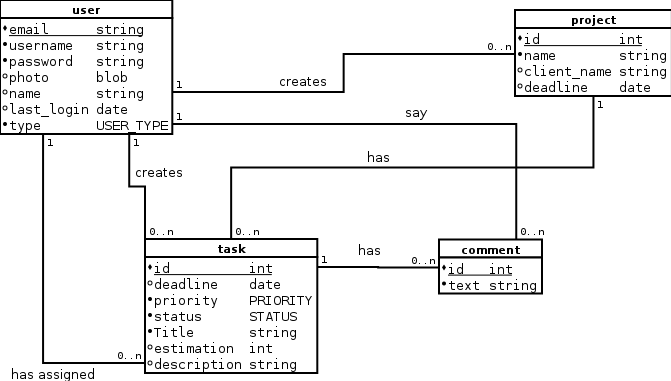 user
email string
username string
password string
photo blob
name string
last_login date
type USER_TYPE
project
id int
name string
client_name string
deadline date
1
creates
0..n
1
say
0..n
1
has
0..n
1
creates
0..n
1
has assigned
0..n
task
id int
deadline date
priority PRIORITY
status STATUS
Title string
estimation int
description string
1
has
0..n
comment
id int
text string